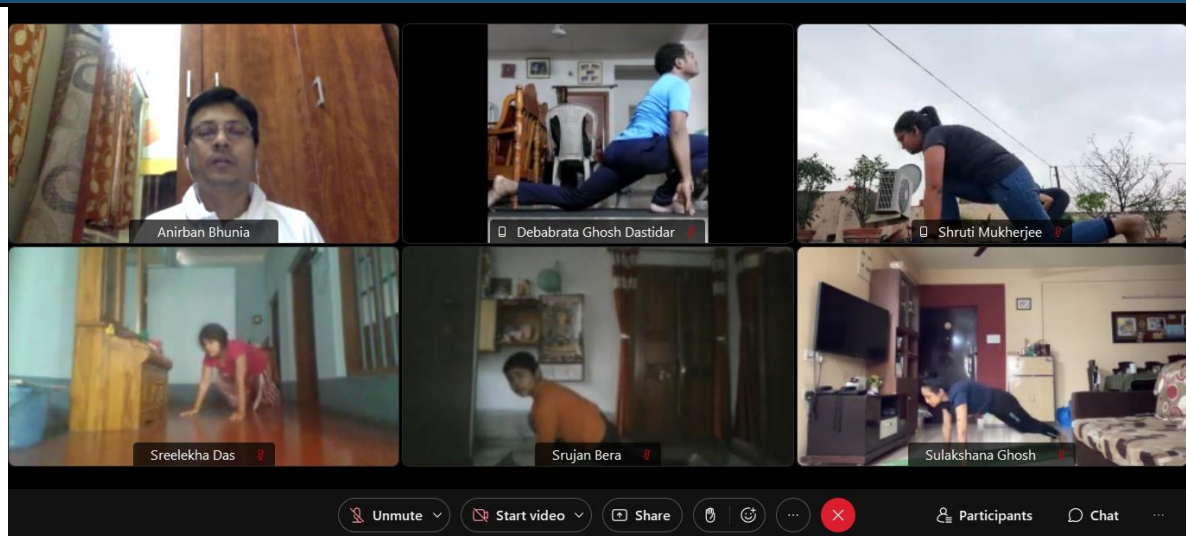 Anirban Bhunia
Debabrata Ghosh Dastidar
Shruti Mukherjee
Sreelekha Das
Srujan Bera
Sulakshana Ghosh
Unmute
Start video
Share
Participants
Chat